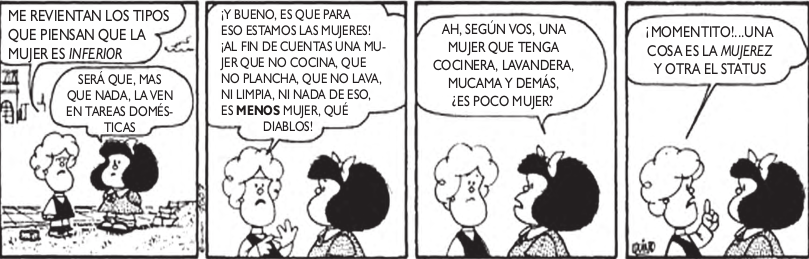 ME REVIENTAN LOS TIPOS
QUE PIENSAN QUE LA
MUJER ES INFERIOR
SERÁ QUE, MAS
QUE NADA, LA VEN
EN TAREAS DOMÉS-
TICAS
¡Y BUENO, ES QUE PARA
ESO ESTAMOS LAS MUJERES!
¡AL FIN DE CUENTAS UNA MU-
JER QUE NO COCINA, QUE
NO PLANCHA, QUE NO LAVA,
NI LIMPIA, NI NADA DE ESO,
ES MENOS MUJER, QUÉ
DIABLOS!
AH, SEGÚN VOS, UNA
MUJER QUE TENGA
COCINERA, LAVANDERA,
MUCAMA Y DEMÁS,
¿ES POCO MUJER?
¡MOMENTITO!...UNA
COSA ES LA MUJEREZ
Y OTRA EL STATUS
QUINO